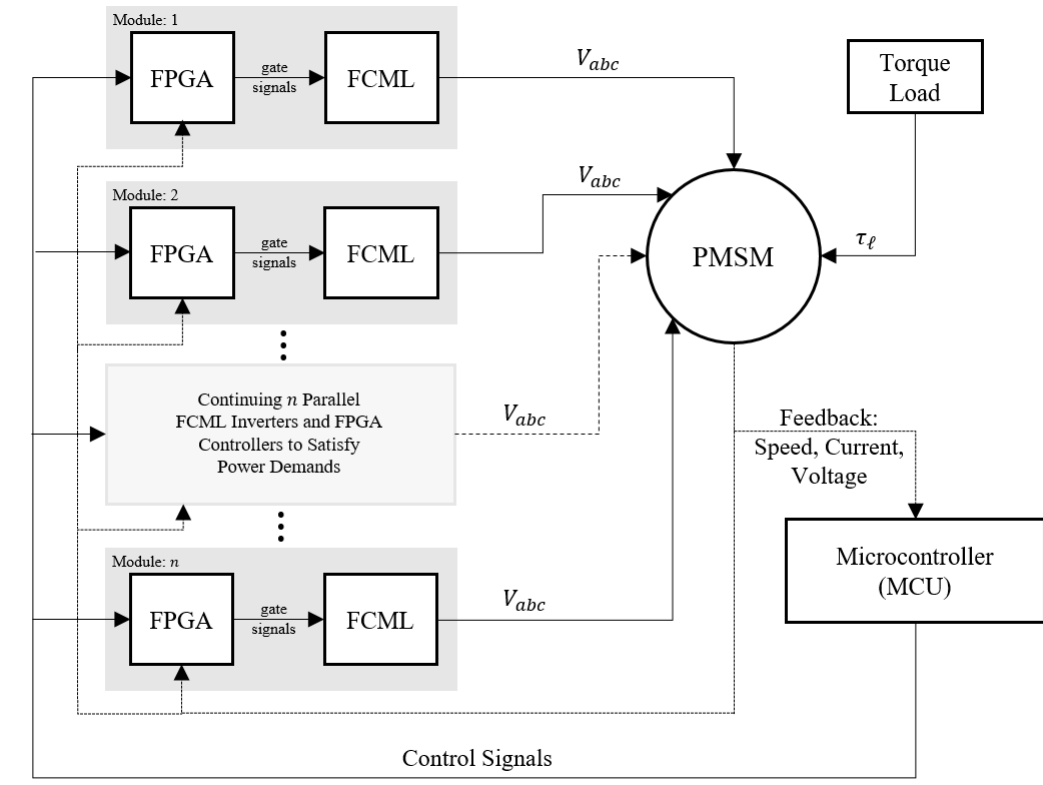 Module: 1
FPGA
gate
signals
FCML
V_abc
Torque
Load
Module: 2
FPGA
gate
signals
FCML
V_abc
PMSM
τ_ℓ
Continuing n Parallel
FCML Inverters and FPGA
Controllers to Satisfy
Power Demands
V_abc
Feedback:
Speed, Current,
Voltage
Module: n
FPGA
gate
signals
FCML
V_abc
Microcontroller
(MCU)
Control Signals